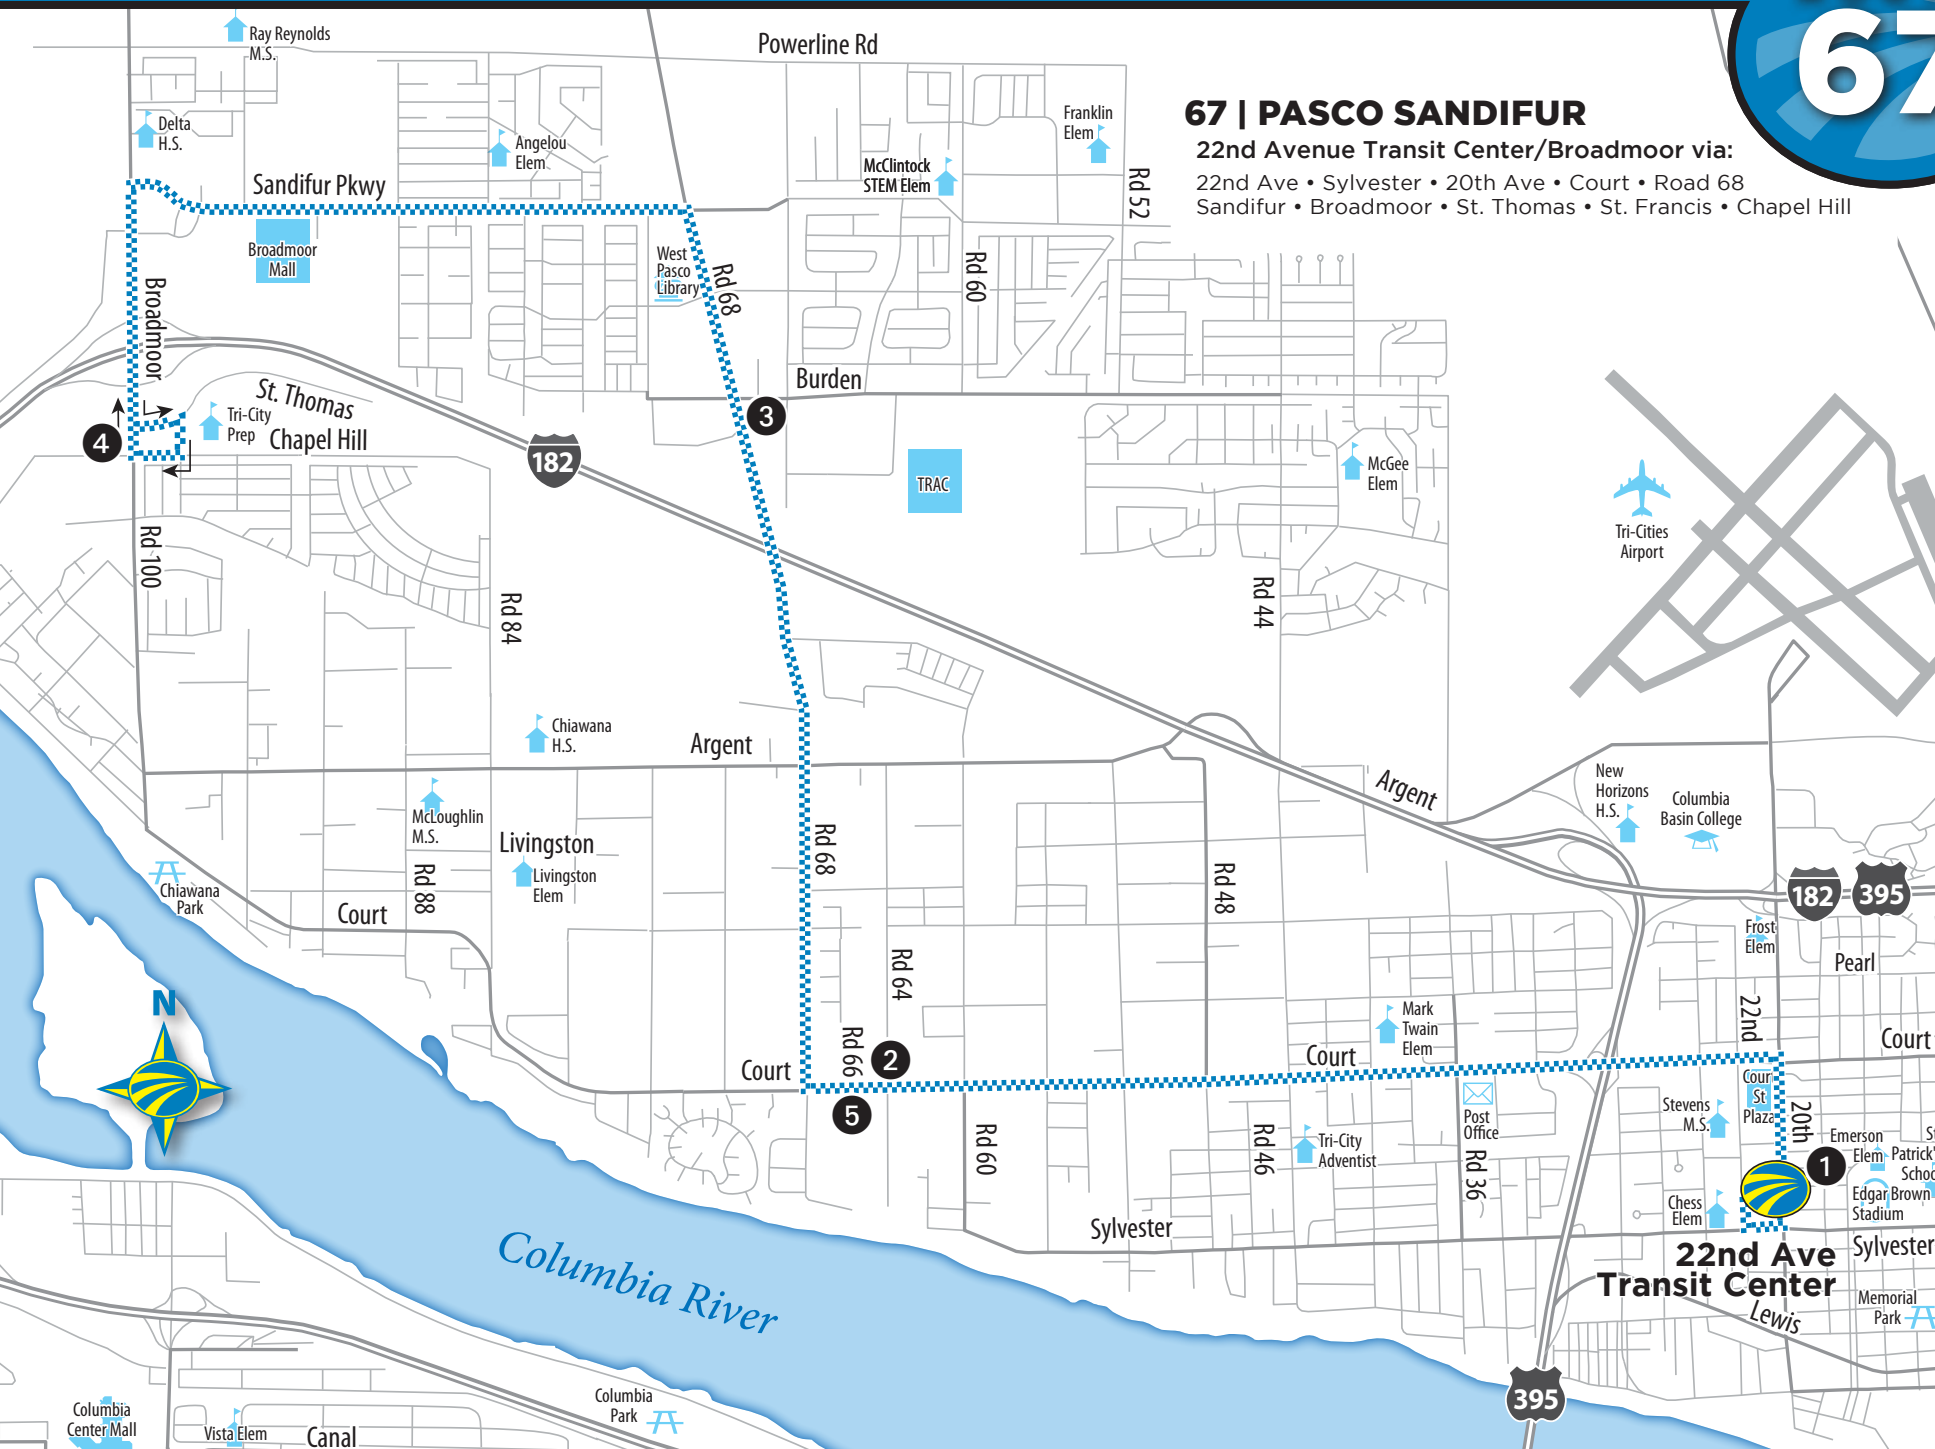 67
67 | PASCO SANDIFUR
22nd Avenue Transit Center/Broadmoor via:
22nd Ave • Sylvester • 20th Ave • Court • Road 68
Sandifur • Broadmoor • St. Thomas • St. Francis • Chapel Hill
Ray Reynolds
M.S.
Powerline Rd
Delta
H.S.
Angelou
Elem
Franklin
Elem
McClintock
STEM Elem
Rd 52
Sandifur Pkwy
Broadmoor
Mall
West
Pasco
Library
Rd 68
Rd 60
Broadmoor
St. Thomas
Burden
3
Tri-City
Prep
Chapel Hill
4
182
TRAC
McGee
Elem
Tri-Cities
Airport
Rd 100
Rd 84
Rd 44
Chiawana
H.S.
Argent
Argent
New
Horizons
H.S.
Columbia
Basin College
McLoughlin
M.S.
Livingston
Livingston
Elem
Rd 68
Rd 88
Rd 48
182
395
Chiawana
Park
Court
Frost
Elem
Pearl
Rd 64
N
Mark
Twain
Elem
22nd
Court
Rd 66
2
Court
Court
5
Post
Office
Stevens
M.S.
Cour
St
Plaza
20th
Rd 60
Rd 46
Tri-City
Adventist
Rd 36
Emerson
Elem
1
Patrick'
Edgar Brown
Stadium
Chess
Elem
Sylvester
22nd Ave
Transit Center
Sylvester
Columbia River
Lewis
Memorial
Park
395
Columbia
Park
Columbia
Center Mall
Vista Elem
Canal